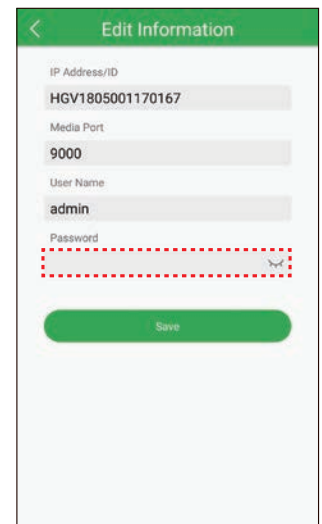 Edit Information
IP Address/ID
HGV1805001170167
Media Port
9000
User Name
admin
Password
Save